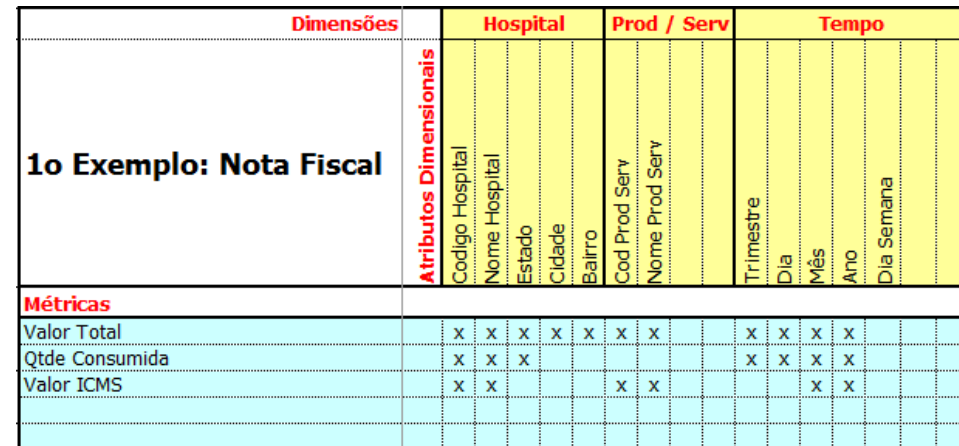 Dimensões Hospital Prod / Serv Tempo
1o Exemplo: Nota Fiscal
Atributos Dimensionais
Codigo Hospital
Nome Hospital
Estado
Cidade
Bairro
Cod Prod Serv
Nome Prod Serv
Trimestre
Dia
Mês
Ano
Dia Semana
Métricas
Valor Total x x x x x x x x x x x
Qtde Consumida x x x x x x x
Valor ICMS x x x x x x